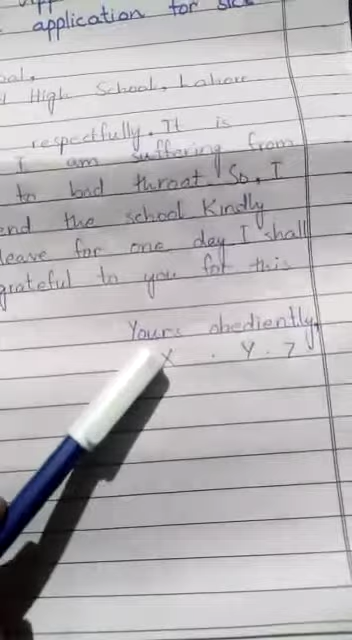 application for sick
High School, Lahore
respectfully. It is
I am suffering from
to bad throat. So, I
end the school Kindly
leave for one day I shall
grateful to you for this
Yours obediently,
X . Y . Z